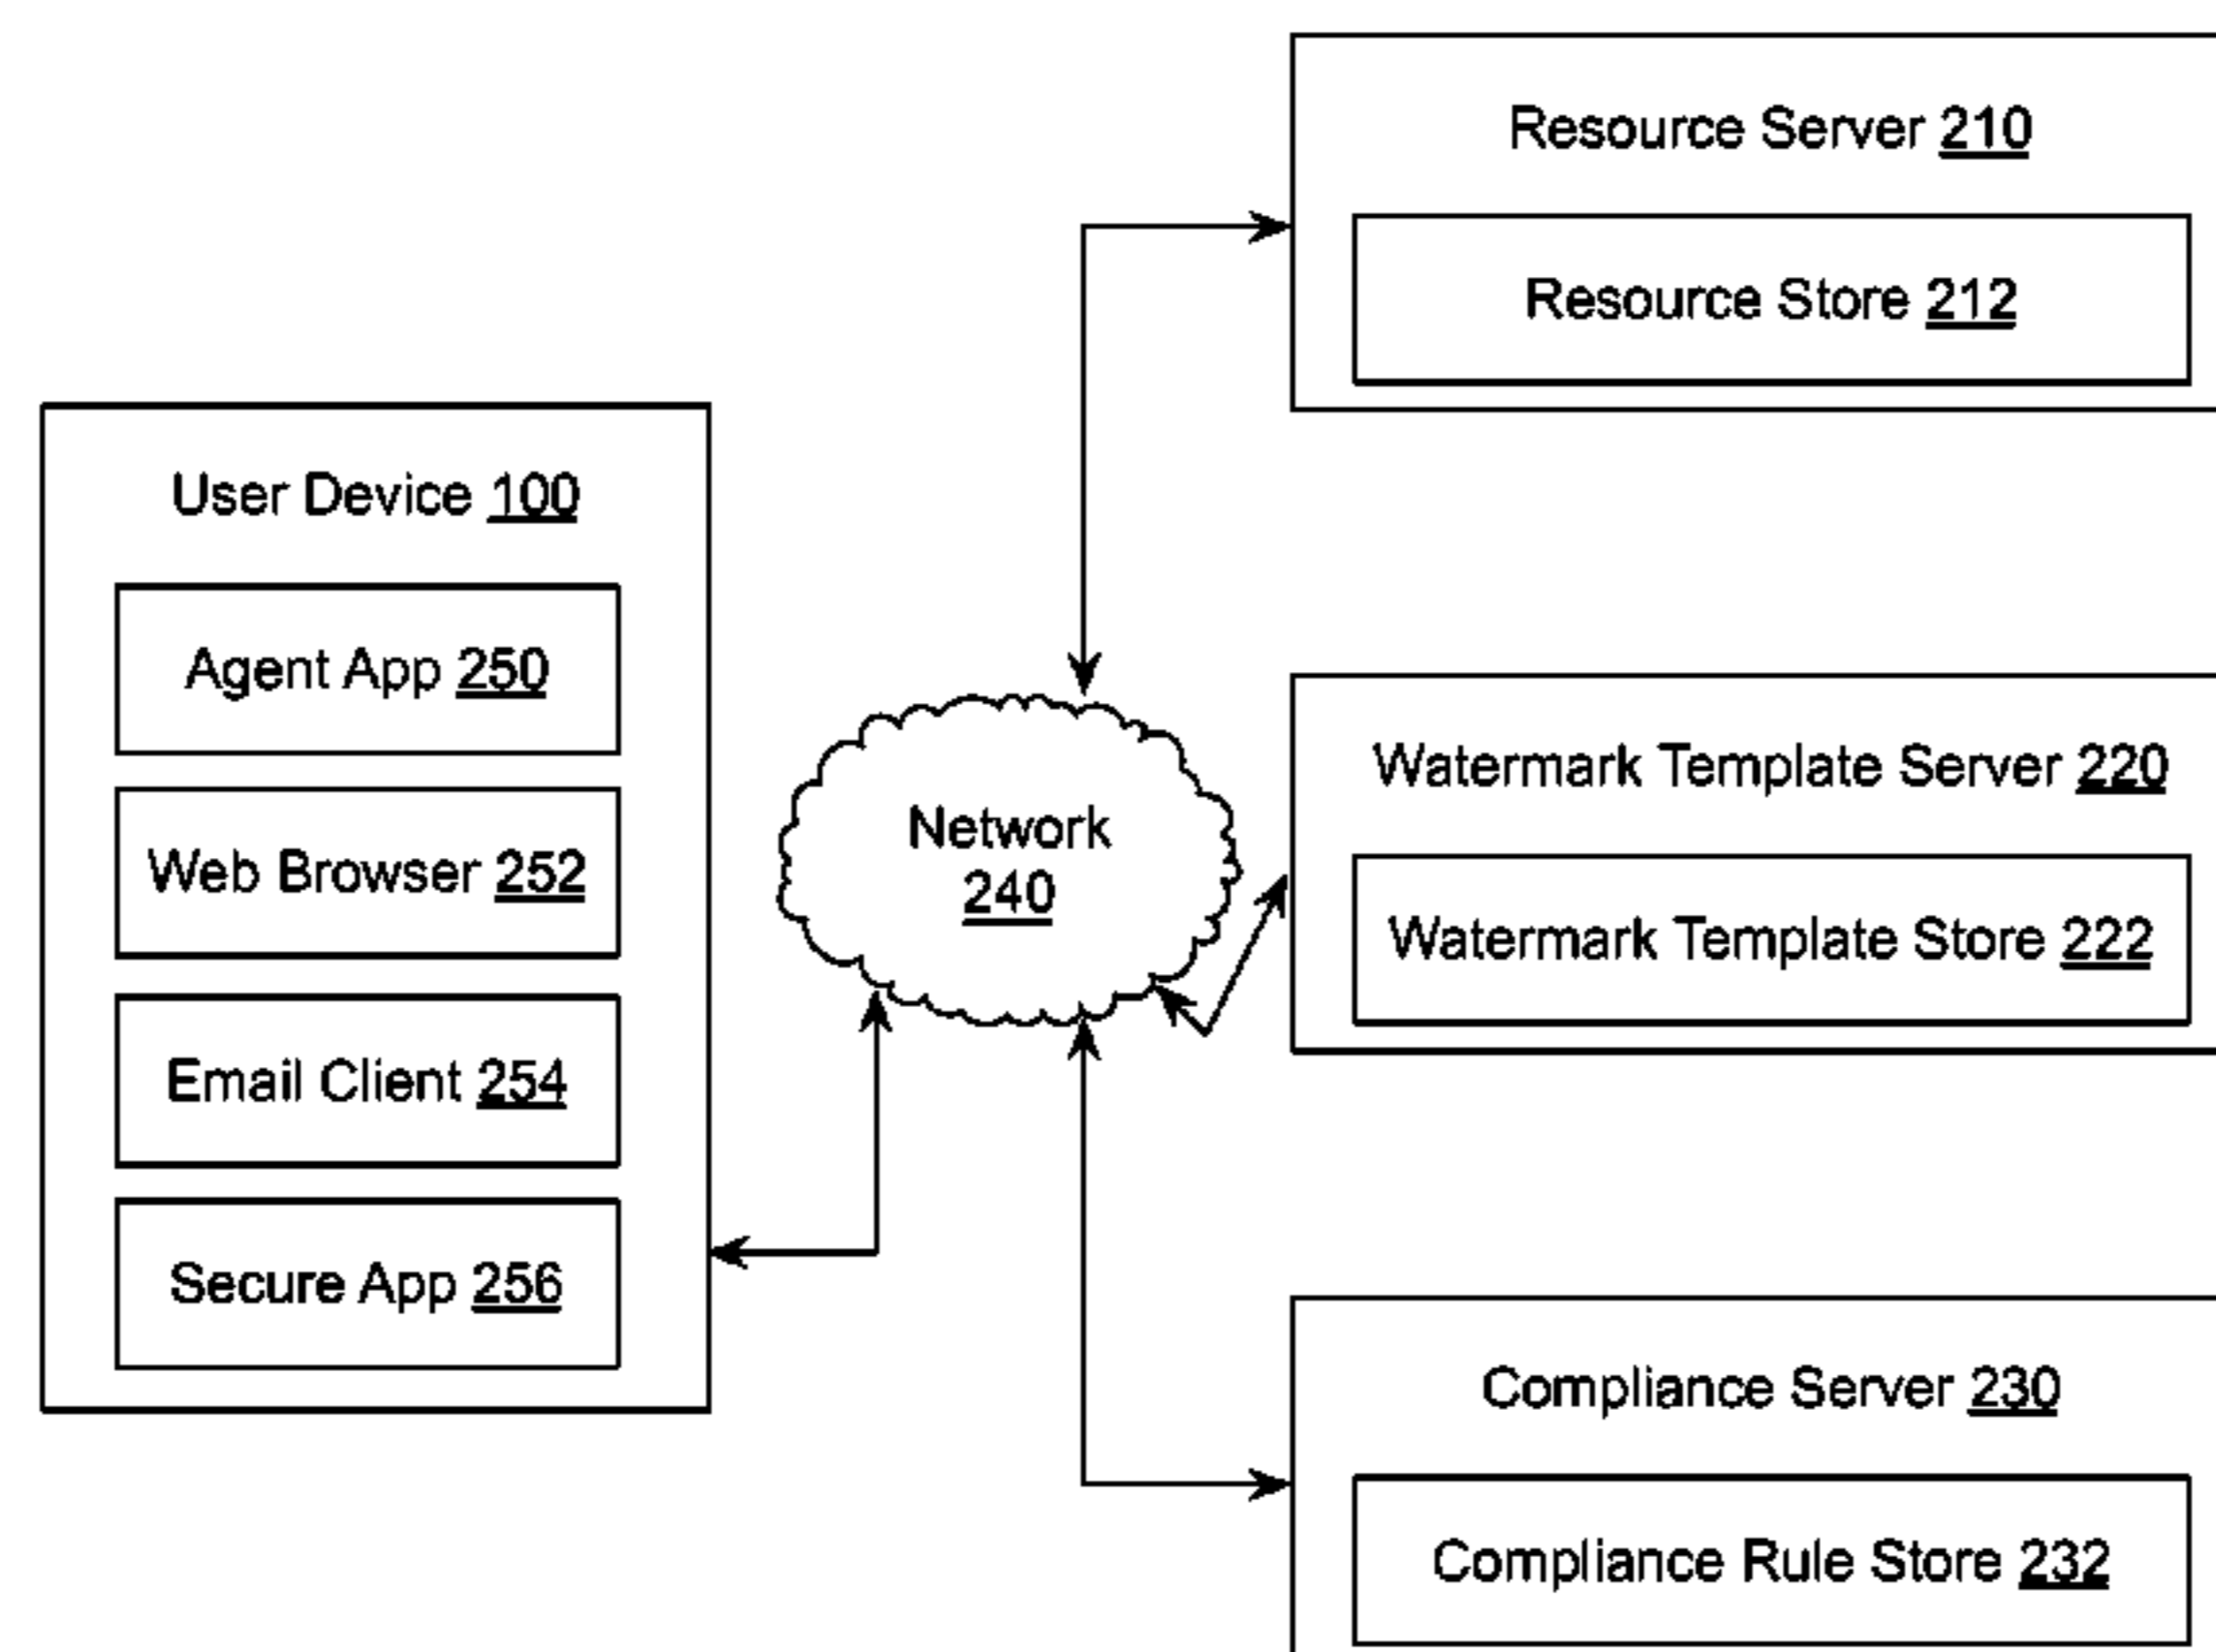 Resource Server 210
Resource Store 212
User Device 100
Agent App 250
Web Browser 252
Email Client 254
Secure App 256
Network
240
Watermark Template Server 220
Watermark Template Store 222
Compliance Server 230
Compliance Rule Store 232